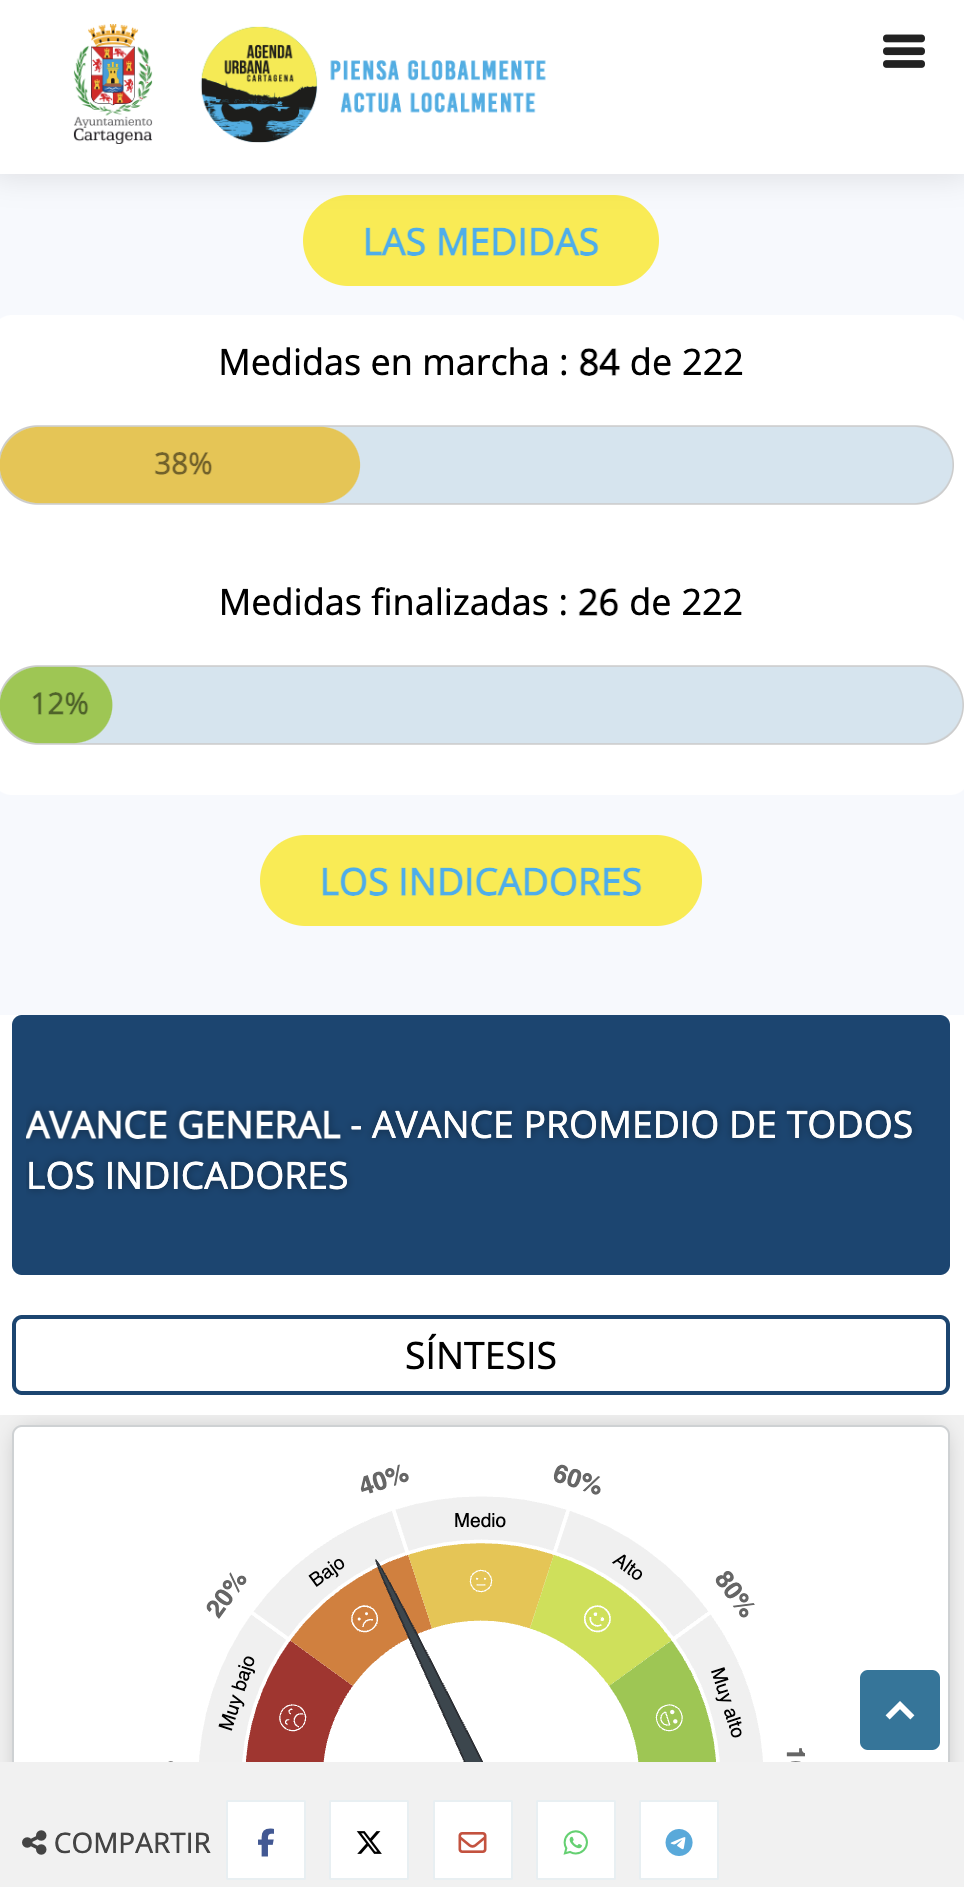 Ayuntamiento
Cartagena
AGENDA
URBANA
CARTAGENA
PIENSA GLOBALMENTE
ACTUA LOCALMENTE
LAS MEDIDAS
Medidas en marcha : 84 de 222
38%
Medidas finalizadas : 26 de 222
12%
LOS INDICADORES
AVANCE GENERAL - AVANCE PROMEDIO DE TODOS
LOS INDICADORES
SÍNTESIS
40%
60%
Medio
Bajo
Alto
20%
80%
Muy bajo
Muy alto
COMPARTIR